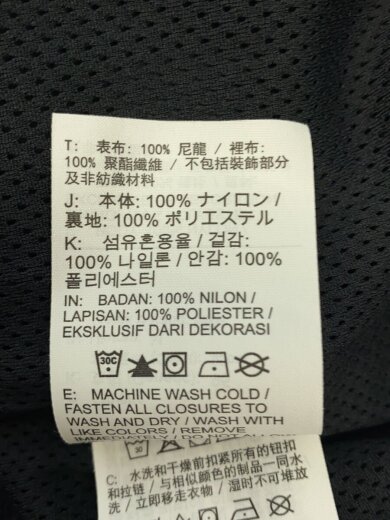 T： 表布：100% 尼龍 / 裡布：
100% 聚酯纖維 / 不包括裝飾部分
及非紡織材料
J： 本体：100% ナイロン /
裏地：100% ポリエステル
K： 섬유혼용율 / 겉감:
100% 나일론 / 안감: 100%
폴리에스터
IN: BADAN: 100% NILON /
LAPISAN: 100% POLIESTER /
EKSKLUSIF DARI DEKORASI
30C
E: MACHINE WASH COLD /
FASTEN ALL CLOSURES TO
WASH AND DRY / WASH WITH
LIKE COLORS / REMOVE
IMMEDIATELY / DO NOT
30
C: 水洗和干燥前扣紧所有的钮扣
和拉链 / 与相似颜色的制品一同水
洗 / 立即移走衣物 / 湿时不可堆放